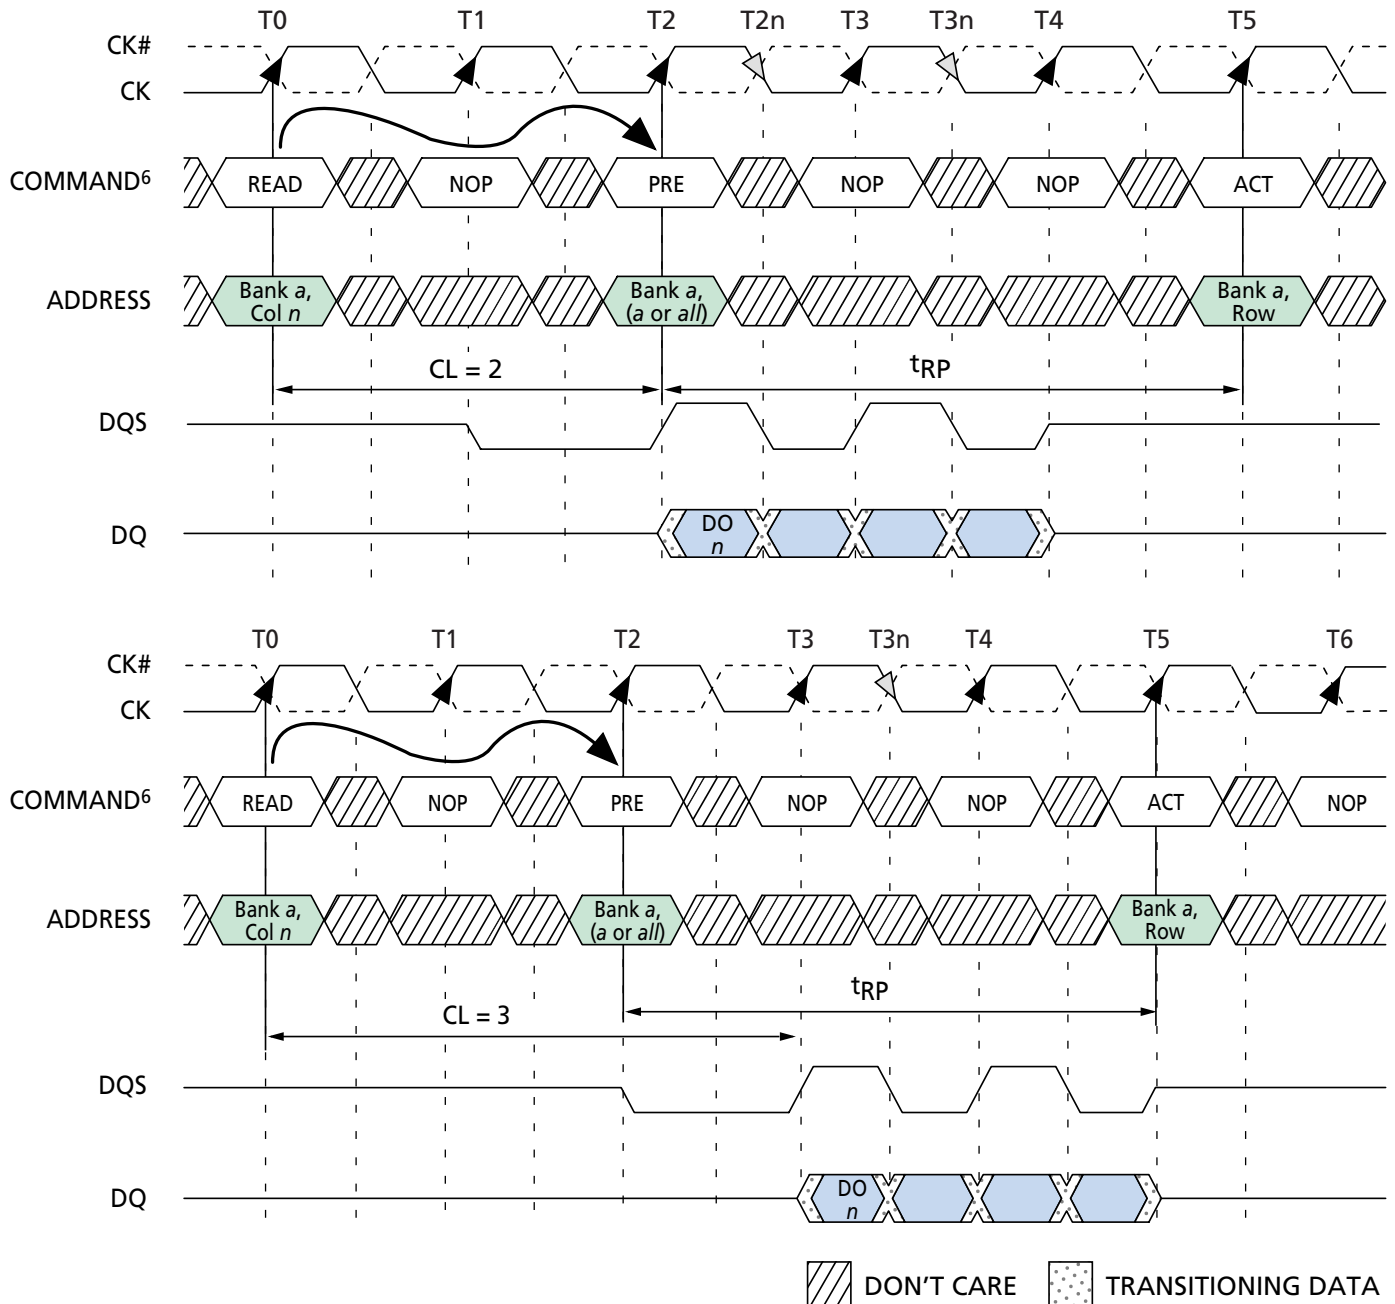 T0 T1 T2 T2n T3 T3n T4 T5
CK#
CK
COMMAND6 READ NOP PRE NOP NOP ACT
ADDRESS Bank a, Col n Bank a, (a or all) Bank a, Row
CL = 2 tRP
DQS
DQ DO n
T0 T1 T2 T3 T3n T4 T5 T6
CK#
CK
COMMAND6 READ NOP PRE NOP NOP ACT NOP
ADDRESS Bank a, Col n Bank a, (a or all) Bank a, Row
tRP
CL = 3
DQS
DQ DO n
DON'T CARE TRANSITIONING DATA